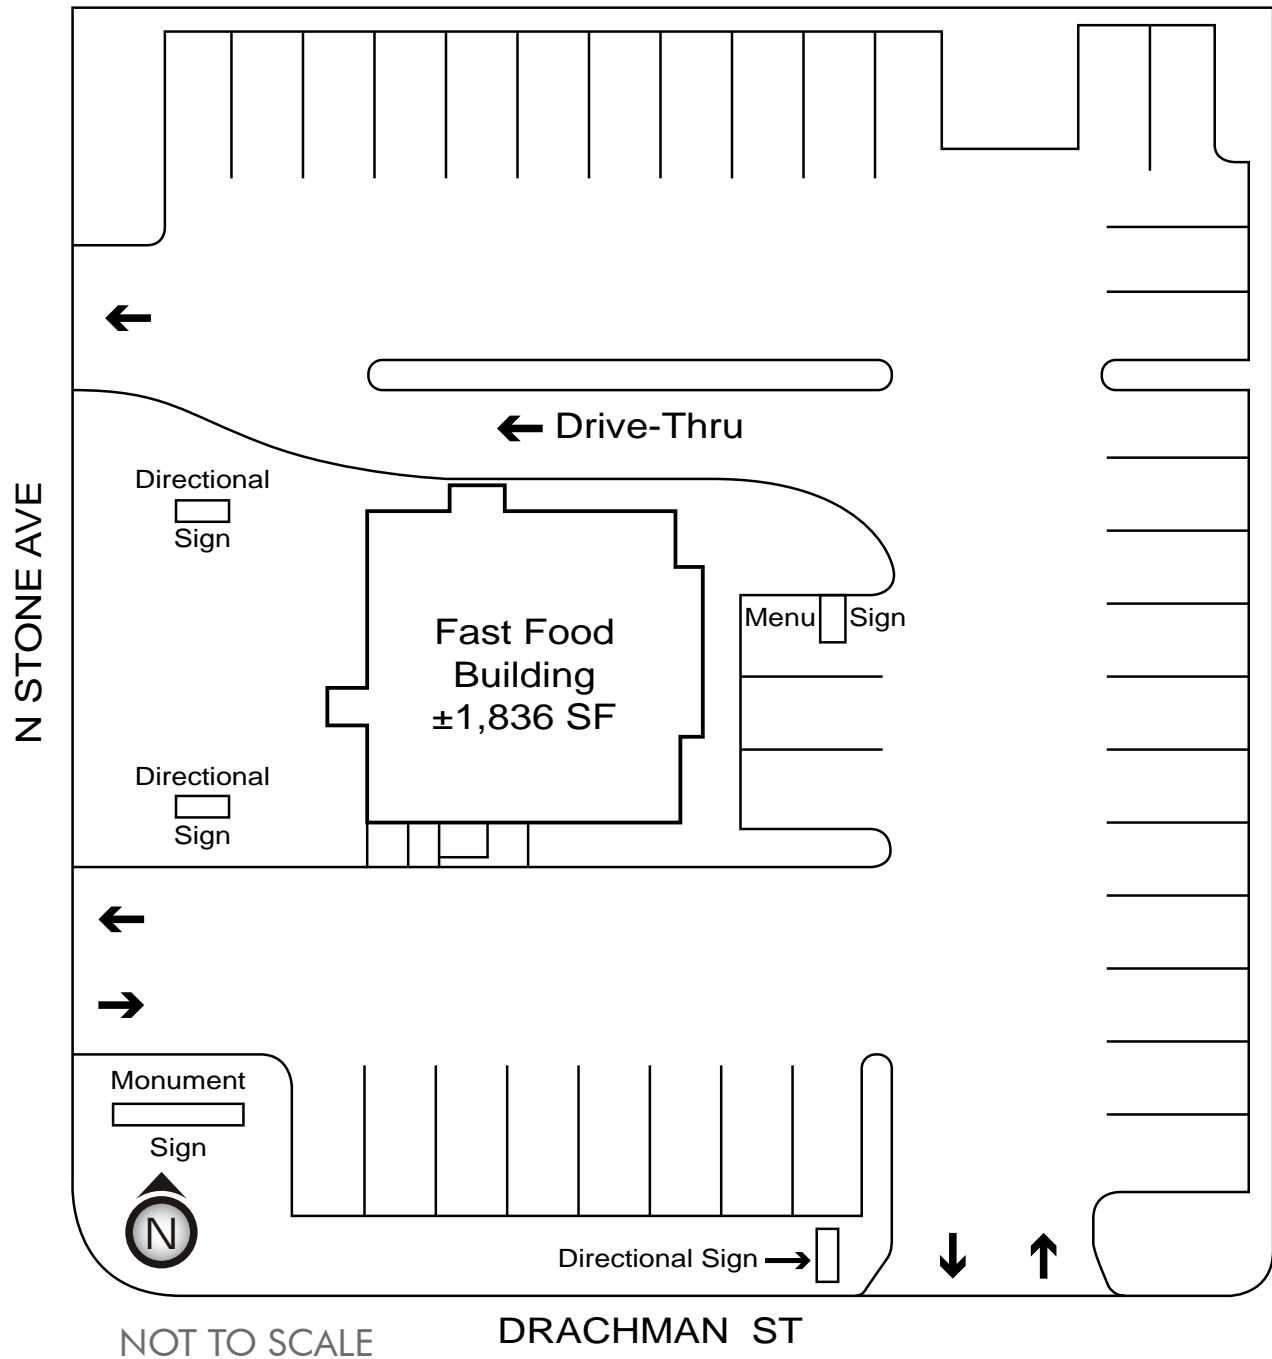 Drive-Thru
Directional
Sign
N STONE AVE
Fast Food
Building
±1,836 SF
Menu Sign
Directional
Sign
Monument
Sign
N
Directional Sign
DRACHMAN ST
NOT TO SCALE